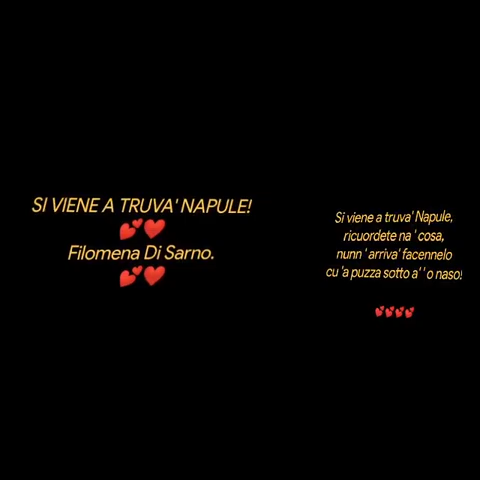 SI VIENE A TRUVA' NAPULE!
💕❤️
Filomena Di Sarno.
💕❤️
Si viene a truva' Napule,
ricuordete na ' cosa,
nunn ' arriva' facennelo
cu 'a puzza sotto a' ' o naso!
💕💕💕💕